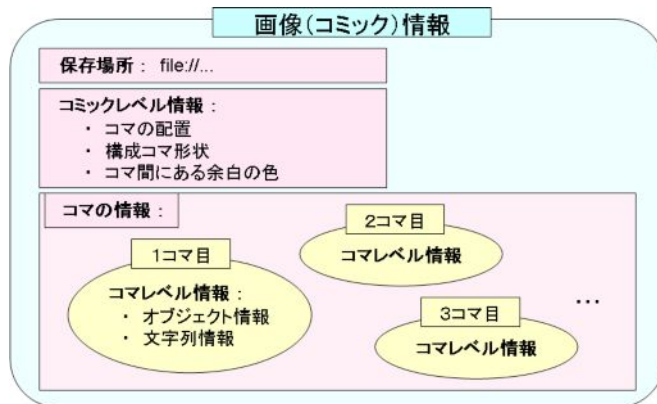 画像(コミック)情報
保存場所： file://...
コミックレベル情報：
・ コマの配置
・ 構成コマ形状
・ コマ間にある余白の色
コマの情報：
1コマ目
コマレベル情報：
・ オブジェクト情報
・ 文字列情報
2コマ目
コマレベル情報
3コマ目
コマレベル情報
…